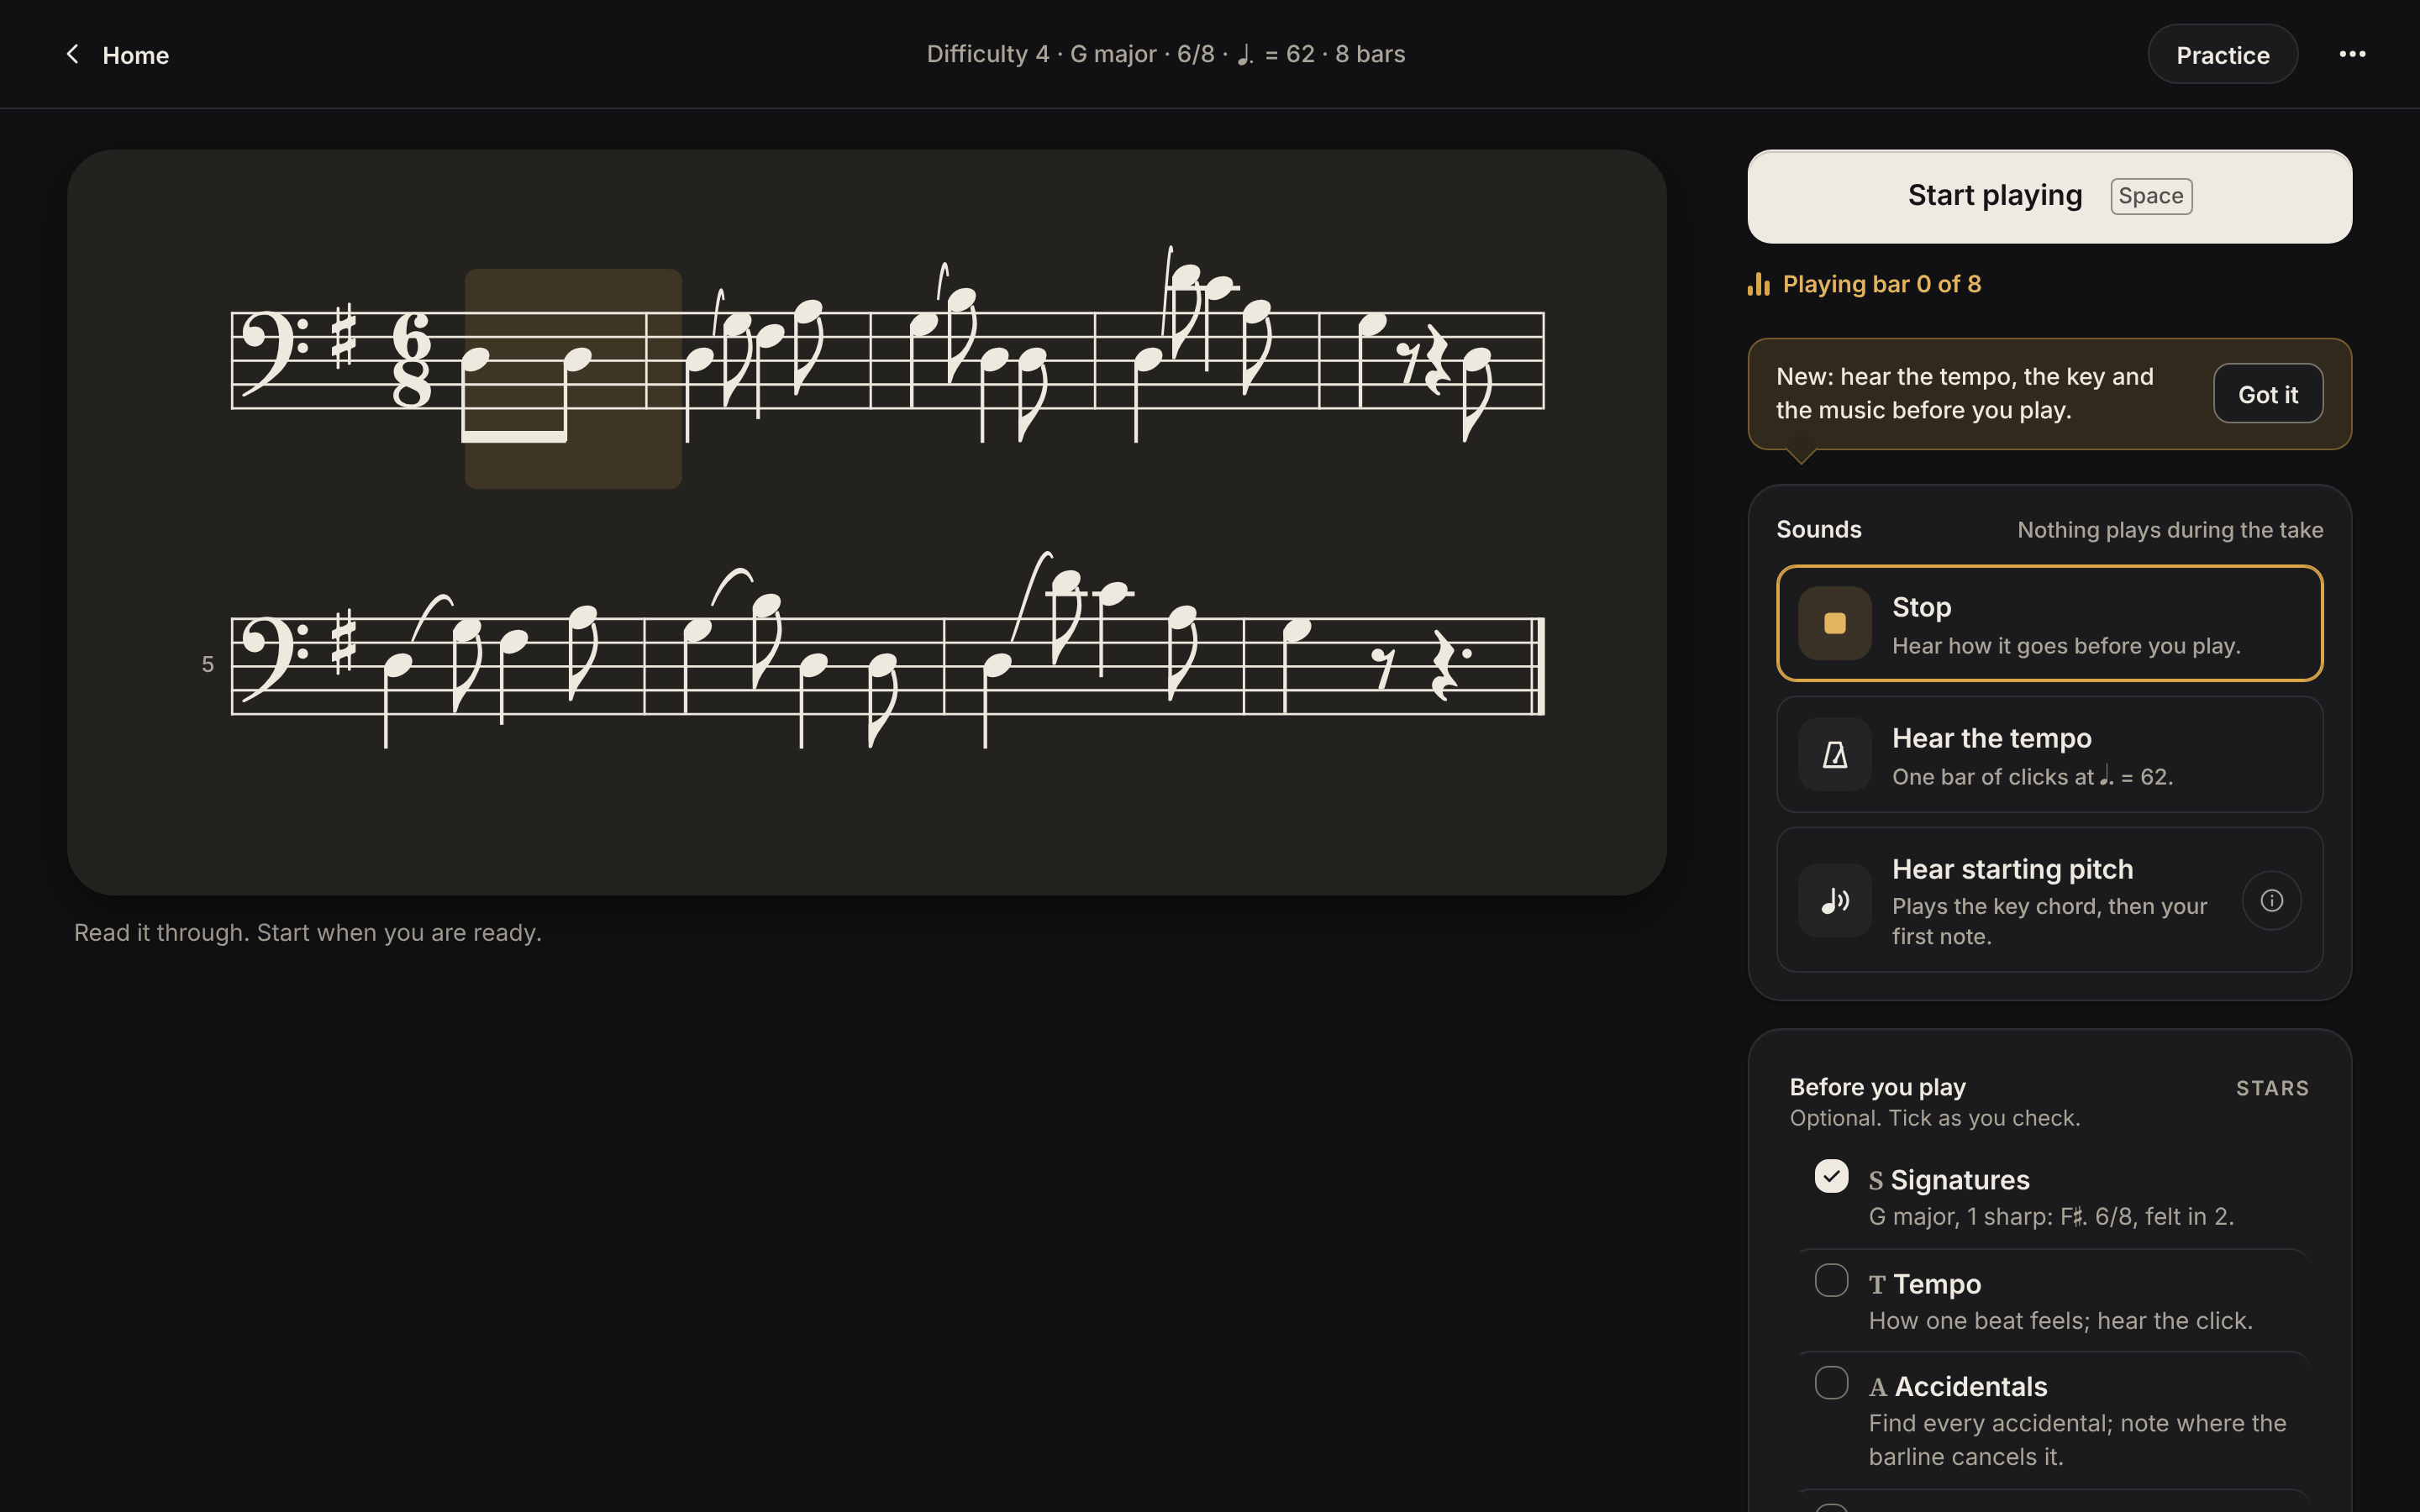 Home
Difficulty 4 · G major · 6/8 · ♩. = 62 · 8 bars
Practice
Start playing Space
Playing bar 0 of 8
New: hear the tempo, the key and
the music before you play.
Got it
Sounds
Nothing plays during the take
Stop
Hear how it goes before you play.
Hear the tempo
One bar of clicks at ♩. = 62.
Hear starting pitch
Plays the key chord, then your
first note.
6
8
5
Read it through. Start when you are ready.
Before you play
STARS
Optional. Tick as you check.
S Signatures
G major, 1 sharp: F♯. 6/8, felt in 2.
T Tempo
How one beat feels; hear the click.
A Accidentals
Find every accidental; note where the
barline cancels it.